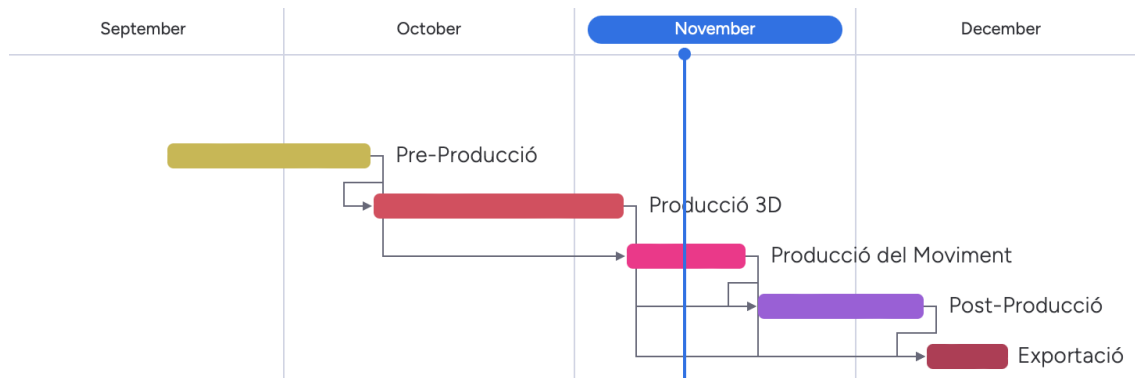 September
October
November
December
Pre-Producció
Producció 3D
Producció del Moviment
Post-Producció
Exportació